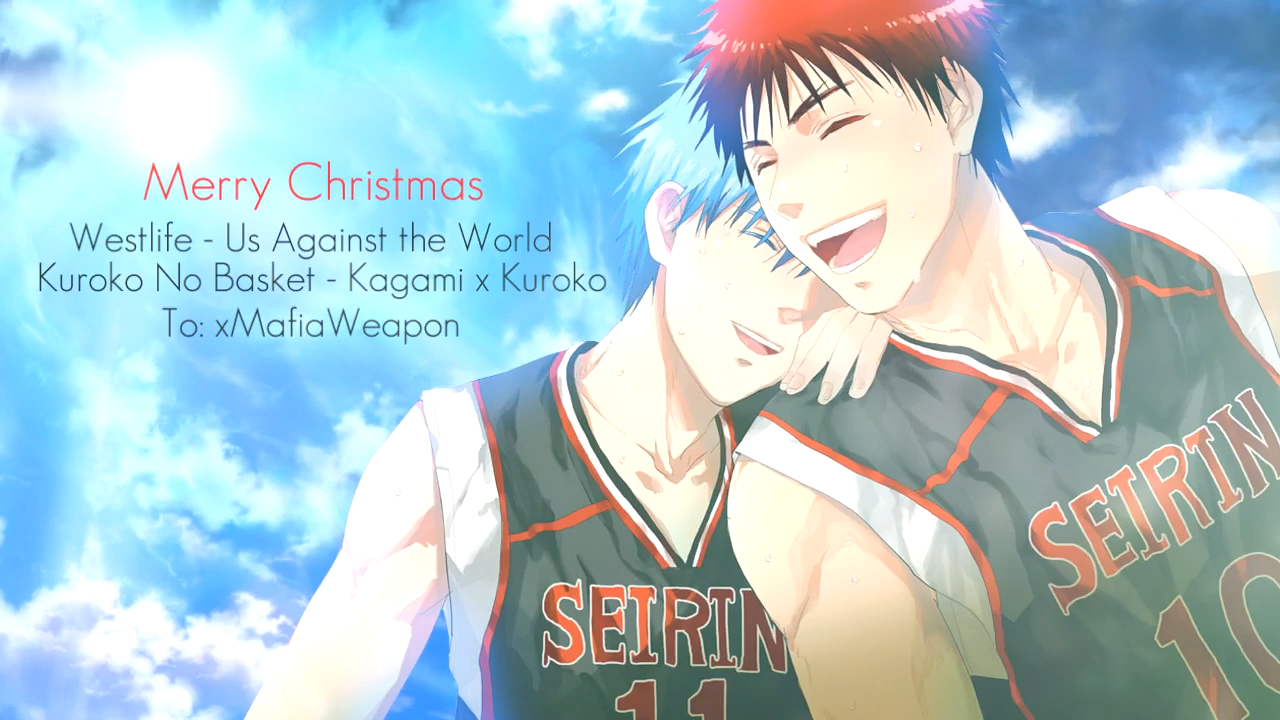 Merry Christmas
Westlife - Us Against the World
Kuroko No Basket - Kagami x Kuroko
To: xMafiaWeapon
SEIRIN
10
SEIRIN
11